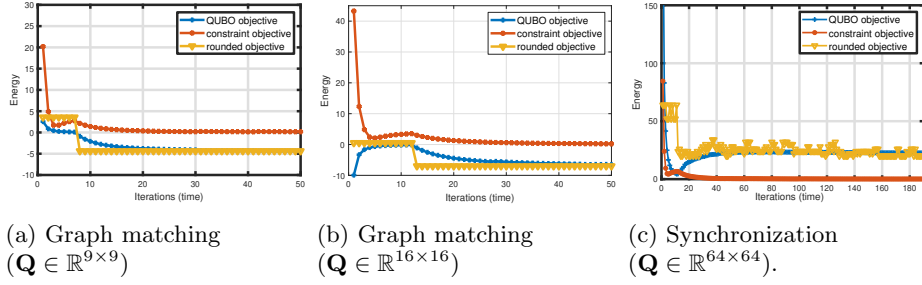 30
25
20
15
10
5
0
-5
-10
Energy
QUBO objective
constraint objective
rounded objective
0
10
20
30
40
50
Iterations (time)
40
30
20
10
0
-10
Energy
QUBO objective
constraint objective
rounded objective
0
10
20
30
40
50
Iterations (time)
150
100
50
0
Energy
QUBO objective
constraint objective
rounded objective
0
20
40
60
80
100
120
140
160
180
Iterations (time)
(a) Graph matching
(Q ∈ ℝ^{9×9})
(b) Graph matching
(Q ∈ ℝ^{16×16})
(c) Synchronization
(Q ∈ ℝ^{64×64}).